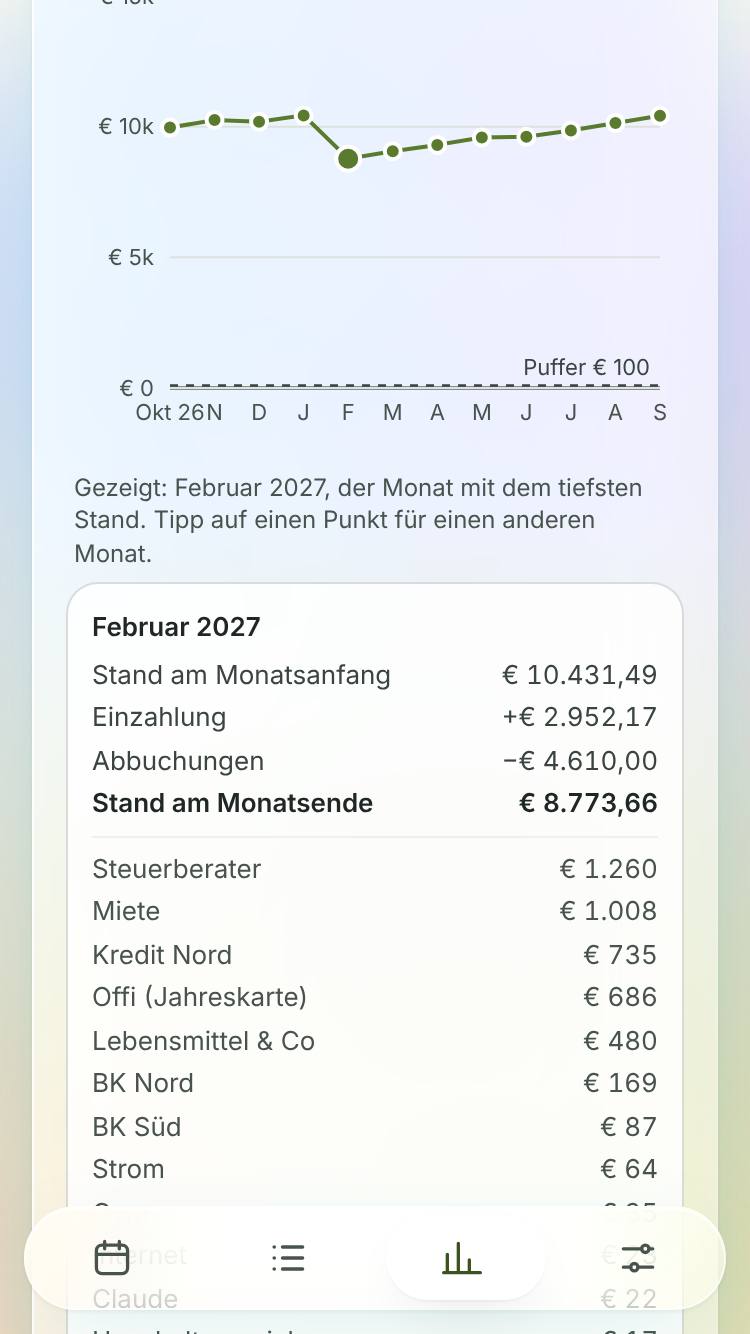 € 10k
€ 5k
Puffer € 100
€ 0
Okt 26 N D J F M A M J J A S
Gezeigt: Februar 2027, der Monat mit dem tiefsten
Stand. Tipp auf einen Punkt für einen anderen
Monat.
Februar 2027
Stand am Monatsanfang € 10.431,49
Einzahlung +€ 2.952,17
Abbuchungen −€ 4.610,00
Stand am Monatsende € 8.773,66
Steuerberater € 1.260
Miete € 1.008
Kredit Nord € 735
Offi (Jahreskarte) € 686
Lebensmittel & Co € 480
BK Nord € 169
BK Süd € 87
Strom € 64
Internet
Claude € 22